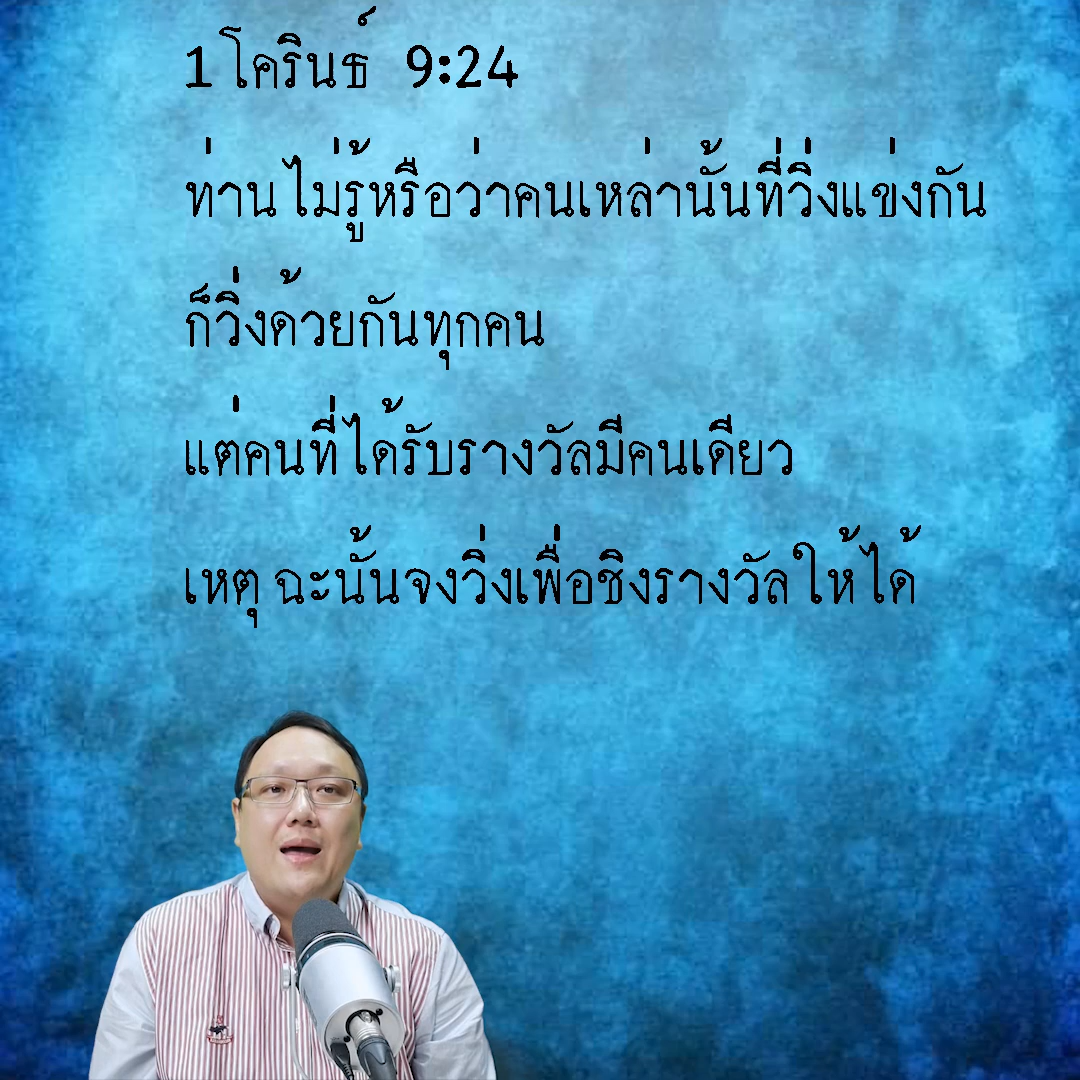 1โครินธ์ 9:24
ท่านไม่รู้หรือว่าคนเหล่านั้นที่วิ่งแข่งกัน
ก็วิ่งด้วยกันทุกคน
แต่คนที่ได้รับรางวัลมีคนเดียว
เหตุฉะนั้นจงวิ่งเพื่อชิงรางวัลให้ได้